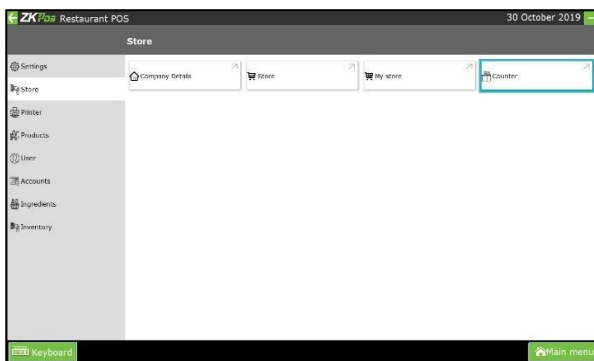 ZKPos Restaurant POS
30 October 2019
Store
Settings
Store
Printer
Products
User
Accounts
Ingredients
Inventory
Company Details
Store
My store
Counter
Keyboard
Main menu